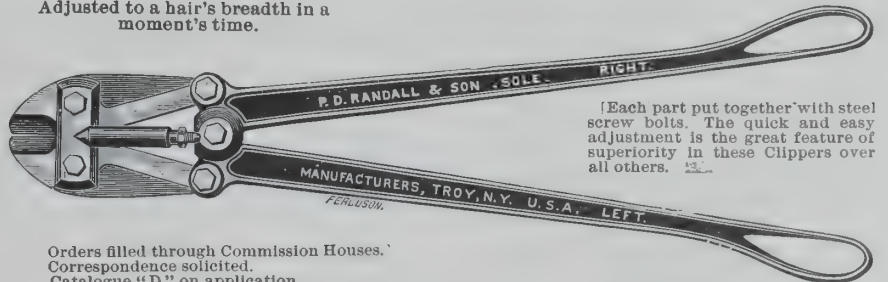 Adjusted to a hair's breadth in a
moment's time.
P. D. RANDALL & SON SOLE RIGHT.
[Each part put together with steel
screw bolts. The quick and easy
adjustment is the great feature of
superiority in these Clippers over
all others.
MANUFACTURERS, TROY, N.Y. U.S.A. LEFT.
FERGUSON.
Orders filled through Commission Houses.
Correspondence solicited.
Catalogue "D" on application